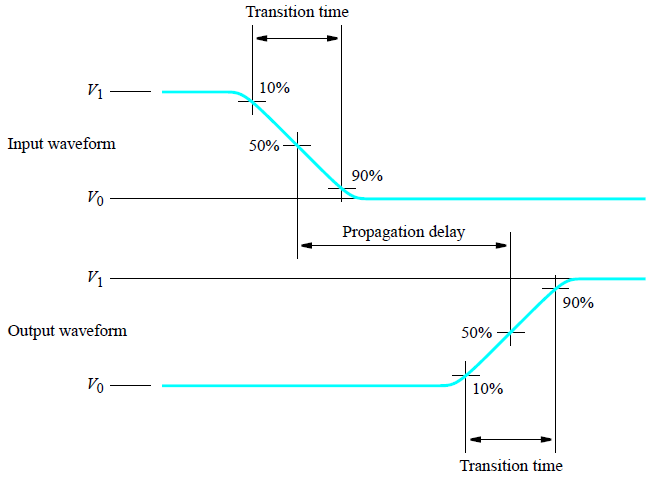 Transition time
V1
10%
Input waveform
50%
90%
V0
Propagation delay
V1
90%
Output waveform
50%
V0
10%
Transition time